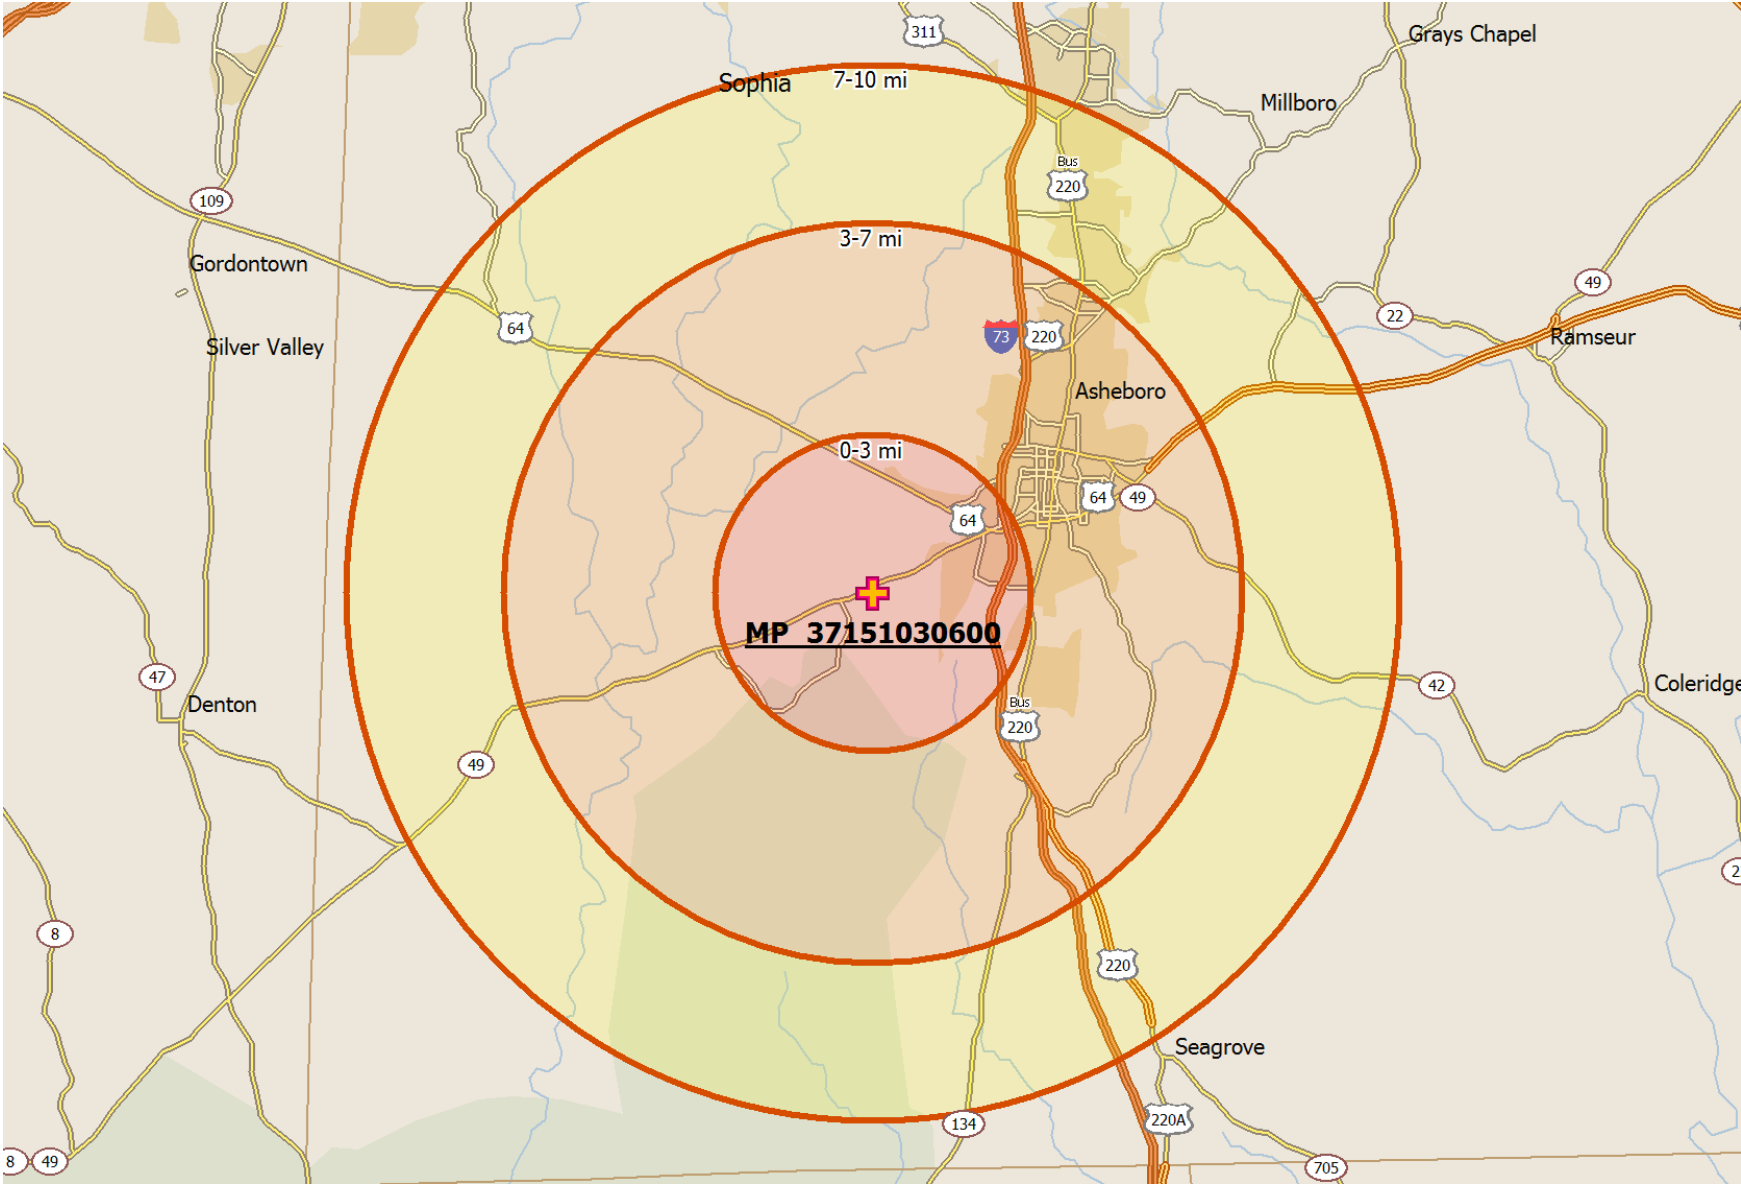 311
Grays Chapel
Sophia
7-10 mi
Millboro
Bus
220
109
3-7 mi
Gordontown
49
22
64
73
220
Ramseur
Silver Valley
Asheboro
0-3 mi
64
49
64
MP 37151030600
47
42
Coleridge
Denton
Bus
220
49
8
220
Seagrove
134
220A
8
49
705